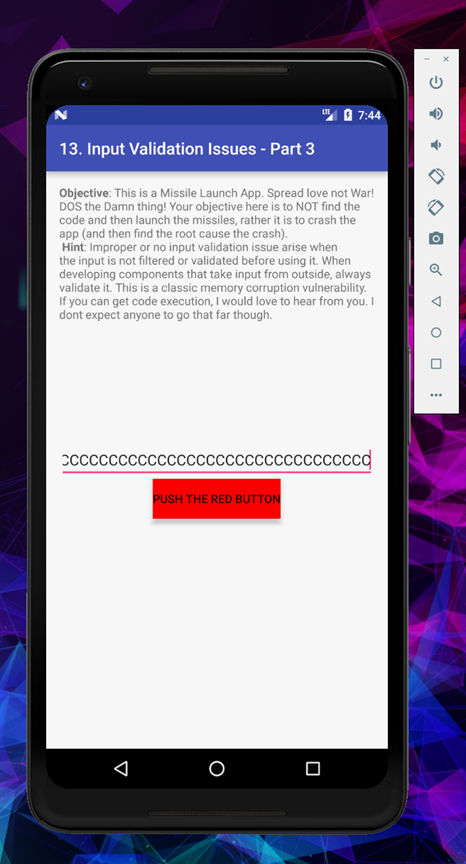 LTE 7:44
13. Input Validation Issues - Part 3
Objective: This is a Missile Launch App. Spread love not War!
DOS the Damn thing! Your objective here is to NOT find the
code and then launch the missiles, rather it is to crash the
app (and then find the root cause the crash).
Hint: Improper or no input validation issue arise when
the input is not filtered or validated before using it. When
developing components that take input from outside, always
validate it. This is a classic memory corruption vulnerability.
If you can get code execution, I would love to hear from you. I
dont expect anyone to go that far though.
CCCCCCCCCCCCCCCCCCCCCCCCCCCCCCCC
PUSH THE RED BUTTON